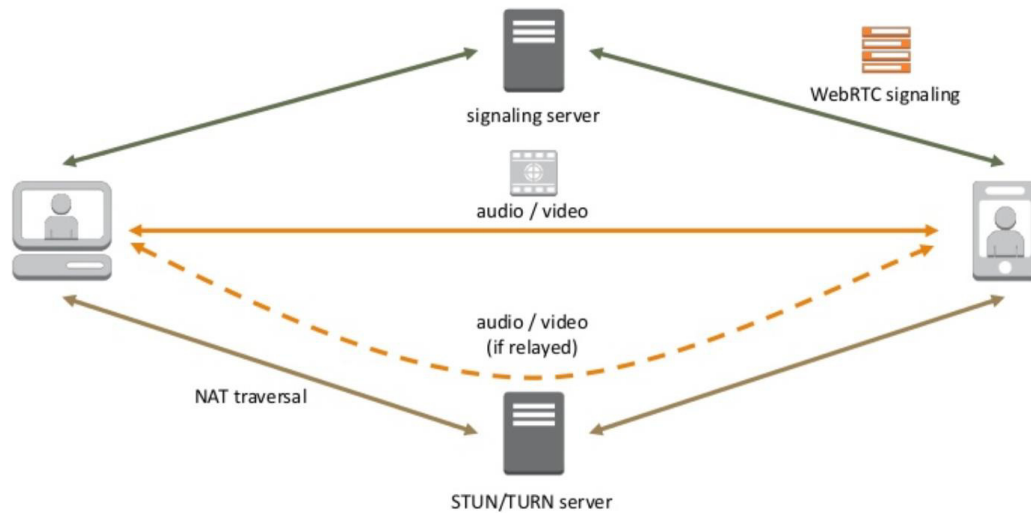 signaling server
WebRTC signaling
audio / video
audio / video
(if relayed)
NAT traversal
STUN/TURN server